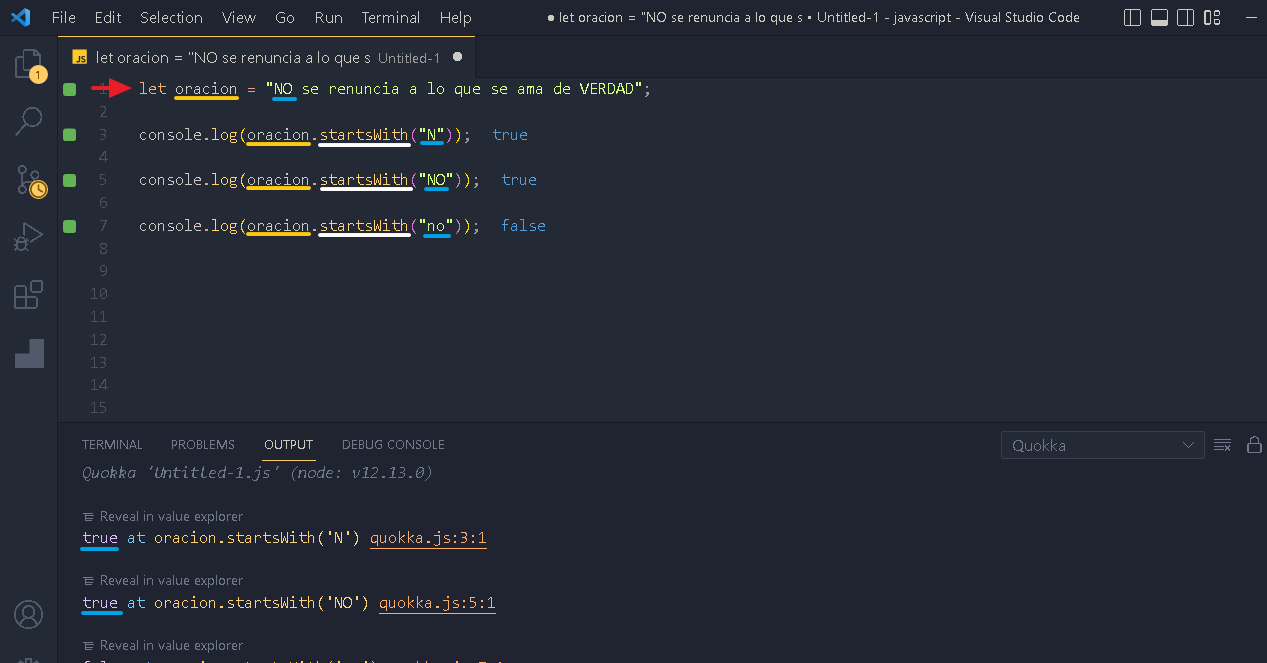 File Edit Selection View Go Run Terminal Help
● let oracion = "NO se renuncia a lo que s • Untitled-1 - javascript - Visual Studio Code
JS let oracion = "NO se renuncia a lo que s Untitled-1 ●
1
1 let oracion = "NO se renuncia a lo que se ama de VERDAD";
2
3 console.log(oracion.startsWith("N")); true
4
5 console.log(oracion.startsWith("NO")); true
6
7 console.log(oracion.startsWith("no")); false
8
9
10
11
12
13
14
15
TERMINAL PROBLEMS OUTPUT DEBUG CONSOLE Quokka
Quokka 'Untitled-1.js' (node: v12.13.0)
Reveal in value explorer
true at oracion.startsWith('N') quokka.js:3:1
Reveal in value explorer
true at oracion.startsWith('NO') quokka.js:5:1
Reveal in value explorer